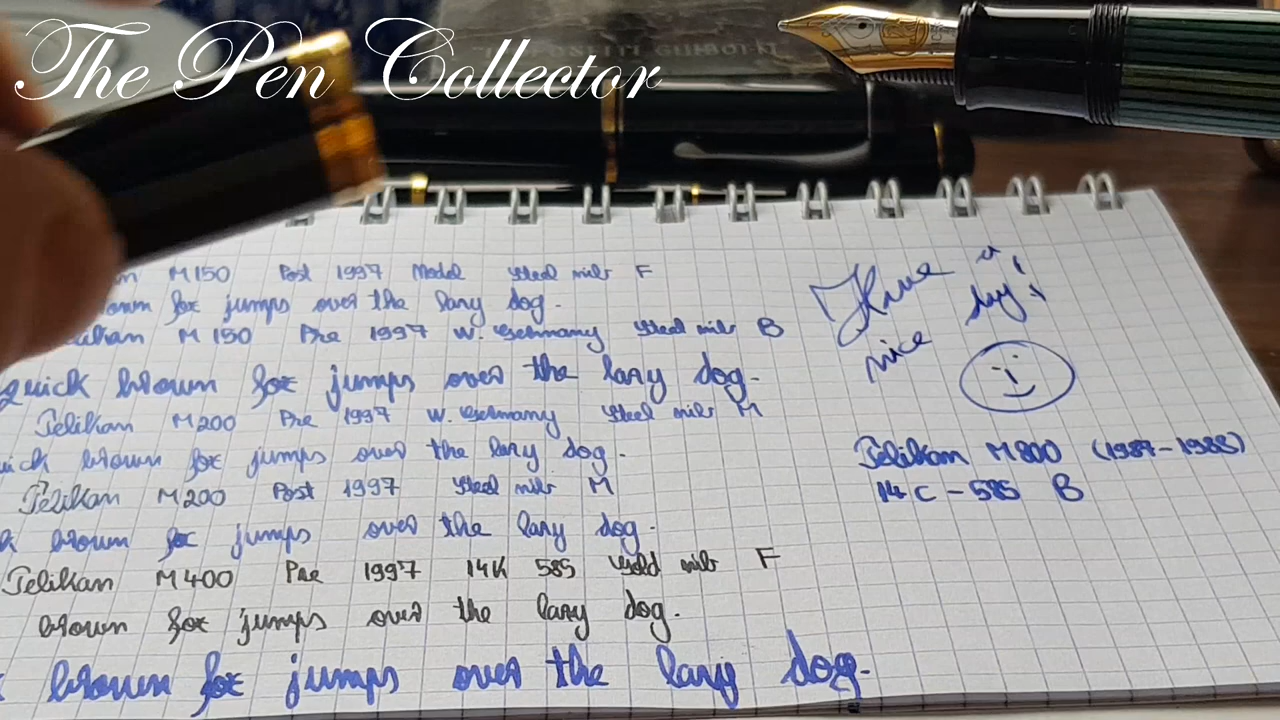 The Pen Collector
M150 Post 1997 Model Steel nib F
brown fox jumps over the lazy dog.
Pelikan M150 Pre 1997 W. Germany Steel nib B
quick brown fox jumps over the lazy dog.
Pelikan M200 Pre 1997 W. Germany Steel nib M
quick brown fox jumps over the lazy dog.
Pelikan M200 Post 1997 Steel nib M
brown fox jumps over the lazy dog.
Pelikan M400 Pre 1997 14K 585 Gold nib F
brown fox jumps over the lazy dog.
brown fox jumps over the lazy dog.
Have a
nice day!
Pelikan M800 (1987-1988)
14C-585 B